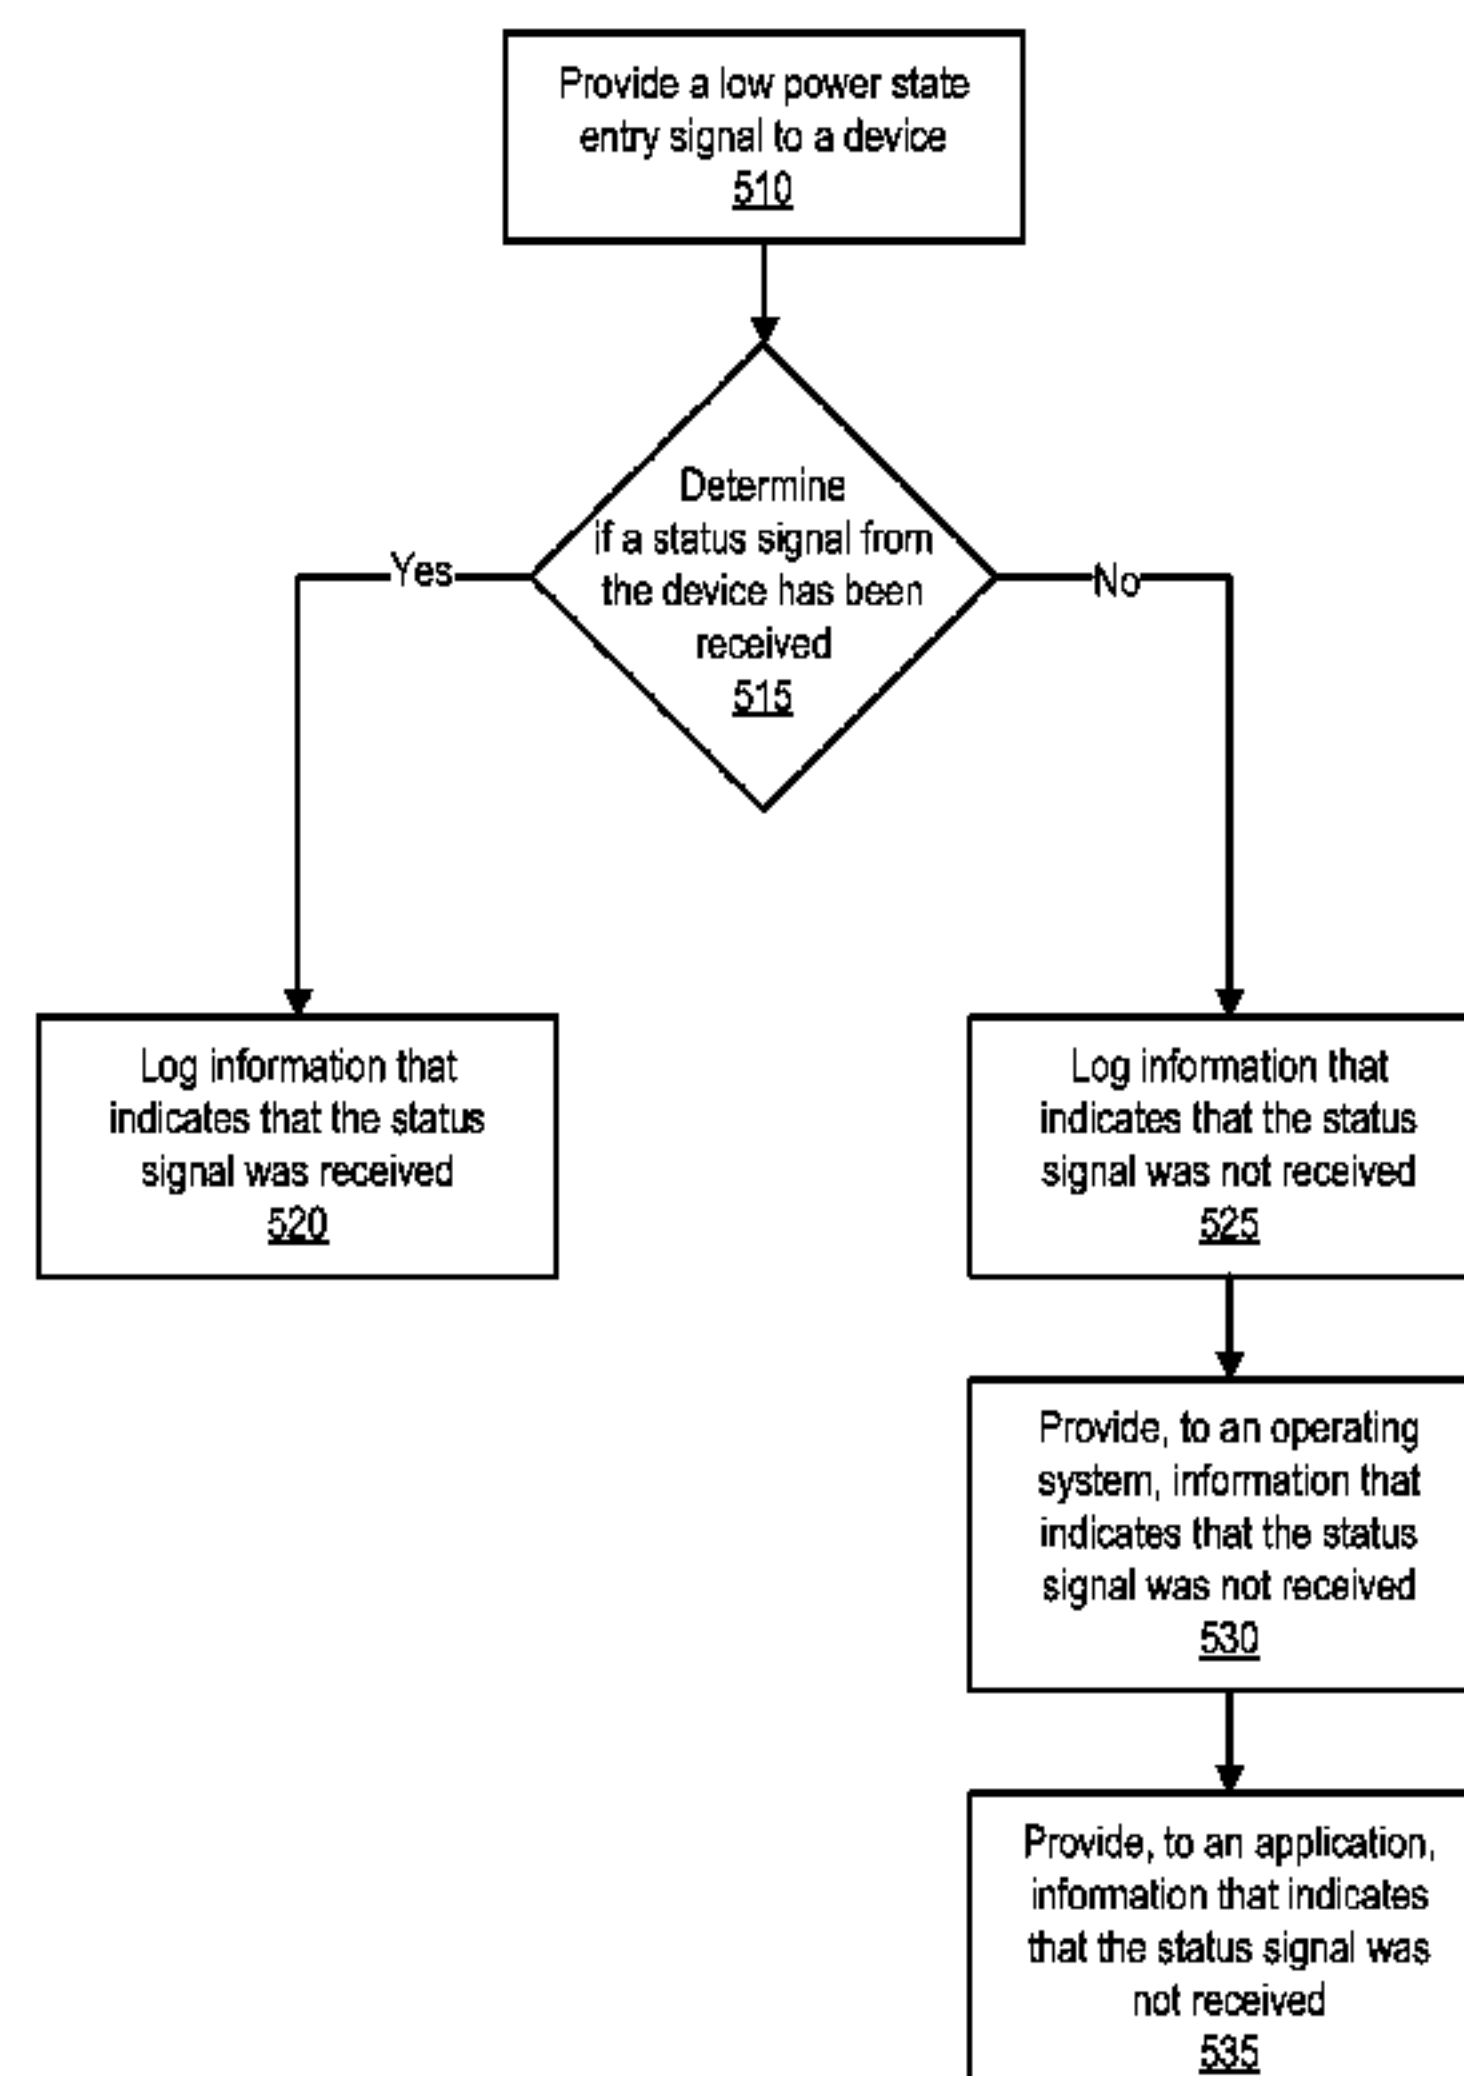 Provide a low power state
entry signal to a device
510
Determine
if a status signal from
the device has been
received
515
Yes
No
Log information that
indicates that the status
signal was received
520
Log information that
indicates that the status
signal was not received
525
Provide, to an operating
system, information that
indicates that the status
signal was not received
530
Provide, to an application,
information that indicates
that the status signal was
not received
535